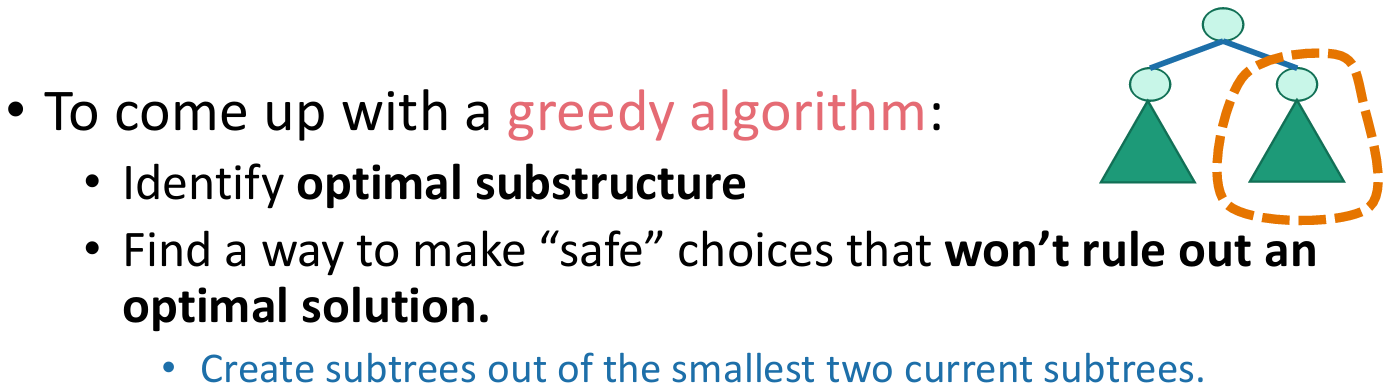 • To come up with a greedy algorithm:
• Identify optimal substructure
• Find a way to make “safe” choices that won’t rule out an
optimal solution.
• Create subtrees out of the smallest two current subtrees.